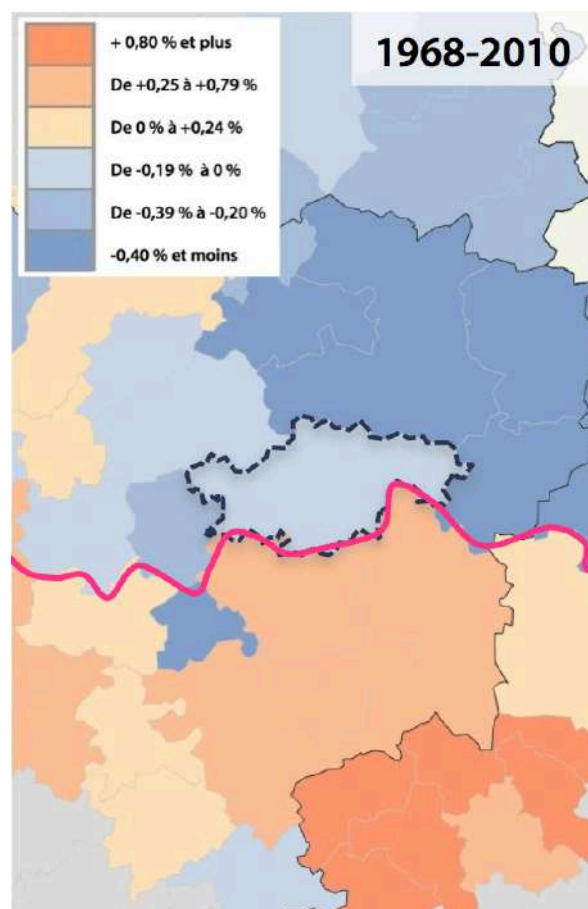 + 0,80 % et plus
1968-2010
De +0,25 à +0,79 %
De 0 % à +0,24 %
De -0,19 % à 0 %
De -0,39 % à -0,20 %
-0,40 % et moins